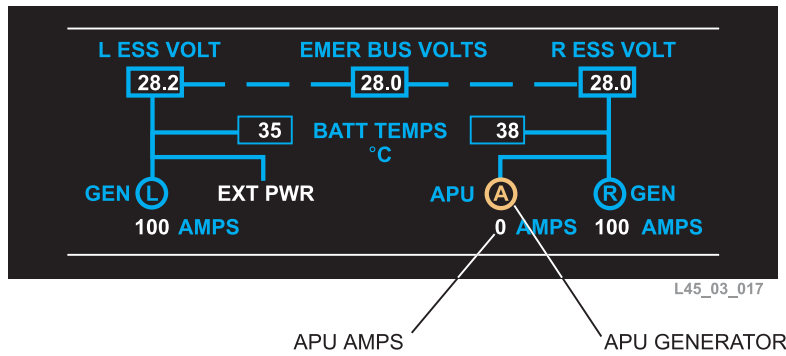 L ESS VOLT EMER BUS VOLTS R ESS VOLT
28.2 28.0 28.0
35 BATT TEMPS 38
°C
GEN L EXT PWR APU A R GEN
100 AMPS 0 AMPS 100 AMPS
L45_03_017
APU AMPS APU GENERATOR